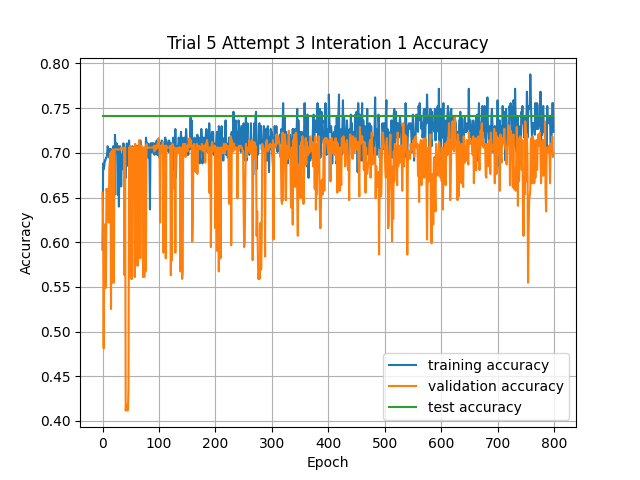 Trial 5 Attempt 3 Interation 1 Accuracy
0.80
0.75
0.70
0.65
0.60
0.55
0.50
0.45
0.40
Accuracy
training accuracy
validation accuracy
test accuracy
0 100 200 300 400 500 600 700 800
Epoch